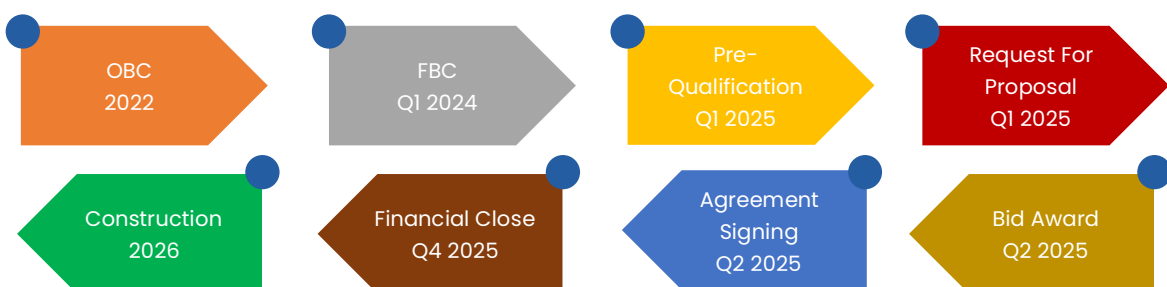 OBC
2022
FBC
Q1 2024
Pre-
Qualification
Q1 2025
Request For
Proposal
Q1 2025
Construction
2026
Financial Close
Q4 2025
Agreement
Signing
Q2 2025
Bid Award
Q2 2025